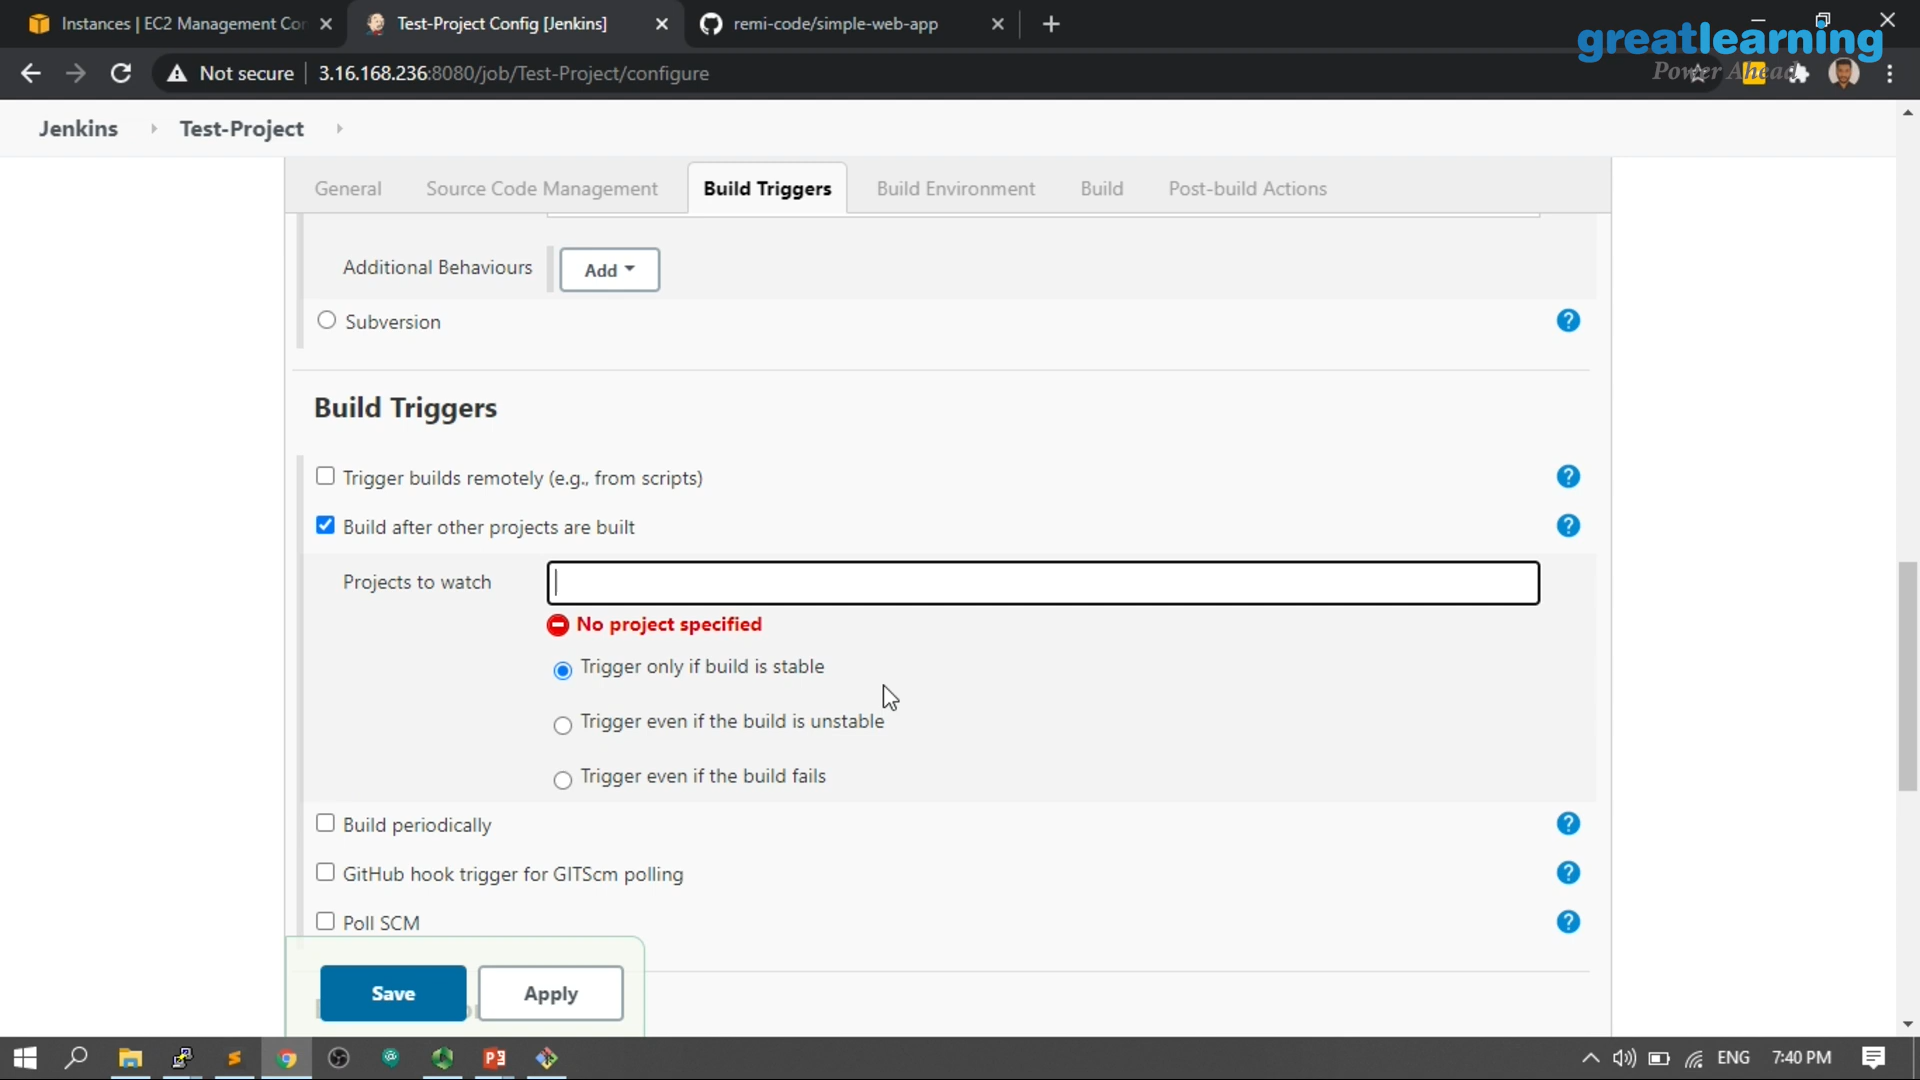 Instances | EC2 Management Cor
Test-Project Config [Jenkins]
remi-code/simple-web-app
greatlearning
Power Ahead
Not secure
3.16.168.236:8080/job/Test-Project/configure
Jenkins
Test-Project
General
Source Code Management
Build Triggers
Build Environment
Build
Post-build Actions
Additional Behaviours
Add
Subversion
Build Triggers
Trigger builds remotely (e.g., from scripts)
Build after other projects are built
Projects to watch
No project specified
Trigger only if build is stable
Trigger even if the build is unstable
Trigger even if the build fails
Build periodically
GitHub hook trigger for GITScm polling
Poll SCM
Save
Apply
ENG
7:40 PM